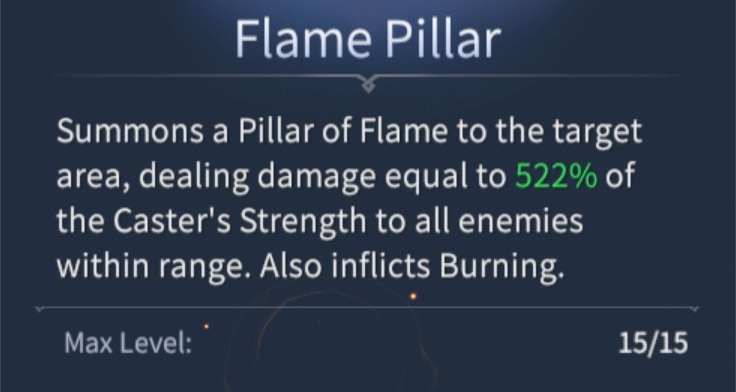 Flame Pillar
Summons a Pillar of Flame to the target
area, dealing damage equal to 522% of
the Caster's Strength to all enemies
within range. Also inflicts Burning.
Max Level: 15/15